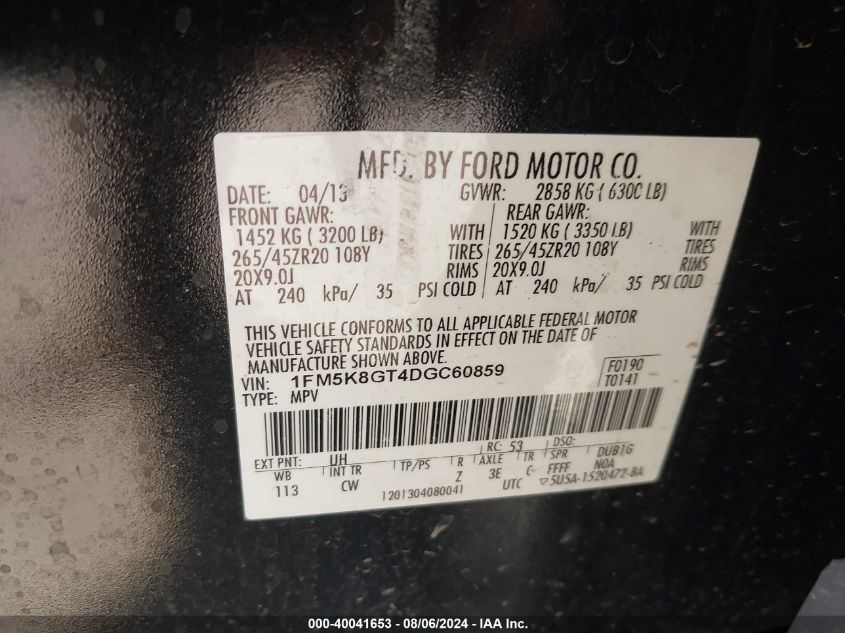 MFD. BY FORD MOTOR CO.
DATE: 04/13 GVWR: 2858 KG ( 6300 LB)
FRONT GAWR: REAR GAWR:
1452 KG ( 3200 LB) WITH 1520 KG ( 3350 LB) WITH
265/45ZR20 108Y TIRES 265/45ZR20 108Y TIRES
20X9.0J RIMS 20X9.0J RIMS
AT 240 kPa/ 35 PSI COLD AT 240 kPa/ 35 PSI COLD
THIS VEHICLE CONFORMS TO ALL APPLICABLE FEDERAL MOTOR
VEHICLE SAFETY STANDARDS IN EFFECT ON THE DATE OF
MANUFACTURE SHOWN ABOVE.
VIN: 1FM5K8GT4DGC60859 F0190
TYPE: MPV T0141
EXT PNT: UH RC: 53 DSO:
WB INT TR TP/PS R AXLE TR SPR DUB1G
113 CW Z 3E FFFF NOA
1201304080041 UTC ▽5U5A-1520472-BA
000-40041653 — 08/06/2024 — IAA Inc.